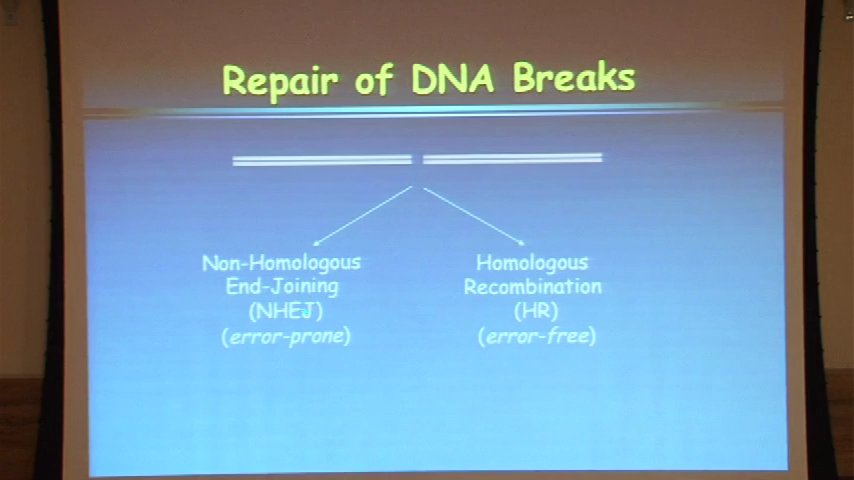 Repair of DNA Breaks
Non-Homologous
End-Joining
(NHEJ)
(error-prone)
Homologous
Recombination
(HR)
(error-free)